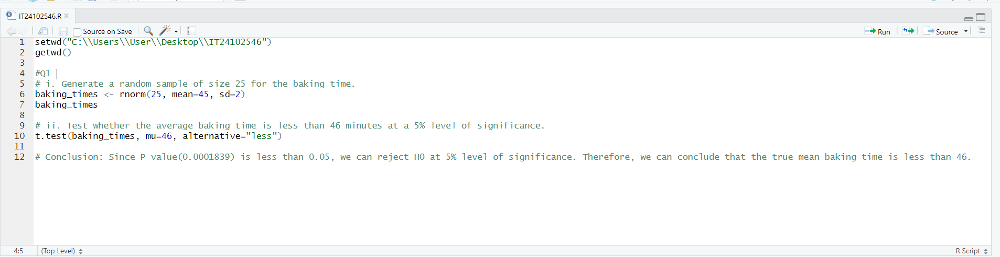 IT24102546.R
Source on Save
Run
Source
1 setwd("C:\\Users\\User\\Desktop\\IT24102546")
2 getwd()
3
4 #Q1
5 # i. Generate a random sample of size 25 for the baking time.
6 baking_times <- rnorm(25, mean=45, sd=2)
7 baking_times
8
9 # ii. Test whether the average baking time is less than 46 minutes at a 5% level of significance.
10 t.test(baking_times, mu=46, alternative="less")
11
12 # Conclusion: Since P value(0.0001839) is less than 0.05, we can reject H0 at 5% level of significance. Therefore, we can conclude that the true mean baking time is less than 46.
4:5
(Top Level)
R Script